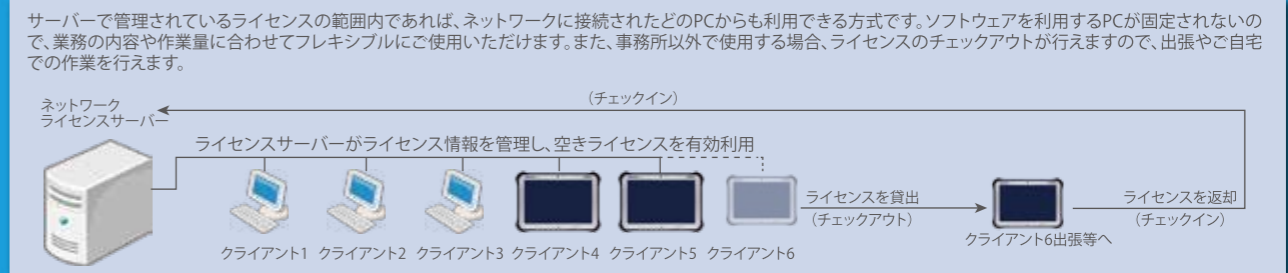 サーバーで管理されているライセンスの範囲内であれば、ネットワークに接続されたどのPCからも利用できる方式です。ソフトウェアを利用するPCが固定されないの
で、業務の内容や作業量に合わせてフレキシブルにご使用いただけます。また、事務所以外で使用する場合、ライセンスのチェックアウトが行えますので、出張やご自宅
での作業を行えます。
ネットワーク
ライセンスサーバー
(チェックイン)
ライセンスサーバーがライセンス情報を管理し、空きライセンスを有効利用
ライセンスを貸出
(チェックアウト)
ライセンスを返却
(チェックイン)
クライアント1
クライアント2
クライアント3
クライアント4
クライアント5
クライアント6
クライアント6出張等へ